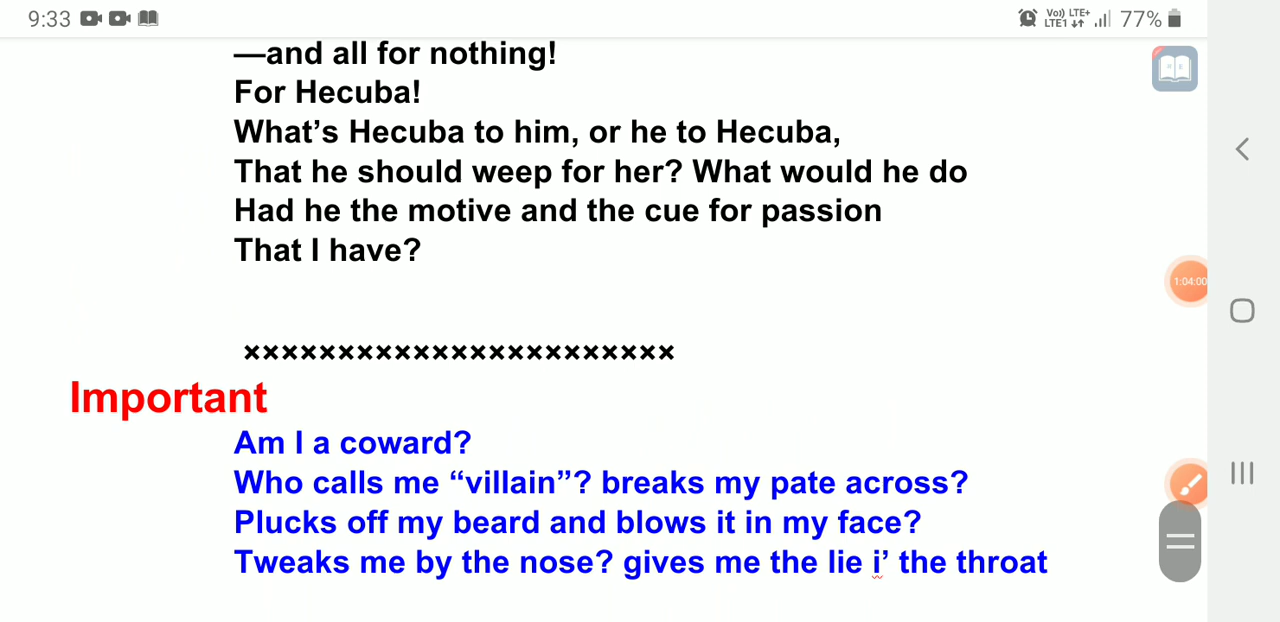 9:33 Vo) LTE+ LTE1 77%
—and all for nothing!
For Hecuba!
What’s Hecuba to him, or he to Hecuba,
That he should weep for her? What would he do
Had he the motive and the cue for passion
That I have?
1:04:00
×××××××××××××××××××××××
Important
Am I a coward?
Who calls me “villain”? breaks my pate across?
Plucks off my beard and blows it in my face?
Tweaks me by the nose? gives me the lie i’ the throat